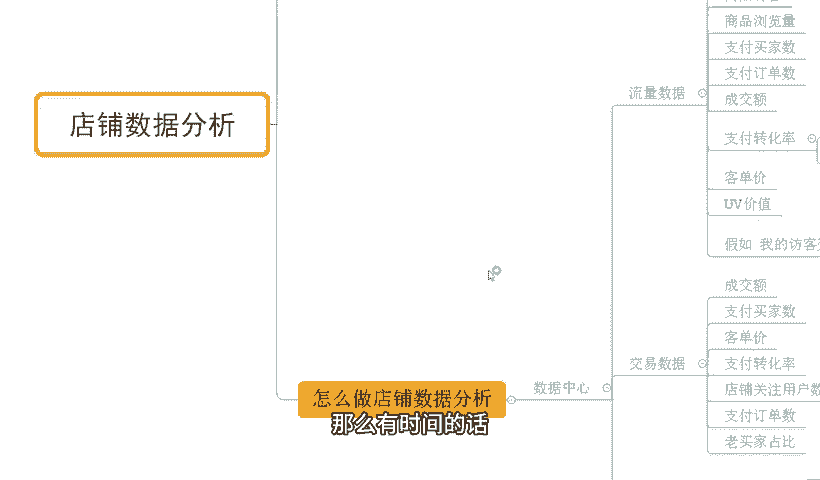 店铺数据分析
怎么做店铺数据分析
数据中心
流量数据
商品浏览量
支付买家数
支付订单数
成交额
支付转化率
客单价
UV价值
假如 我的访客
交易数据
成交额
支付买家数
客单价
支付转化率
店铺关注用户数
支付订单数
老买家占比
那么有时间的话